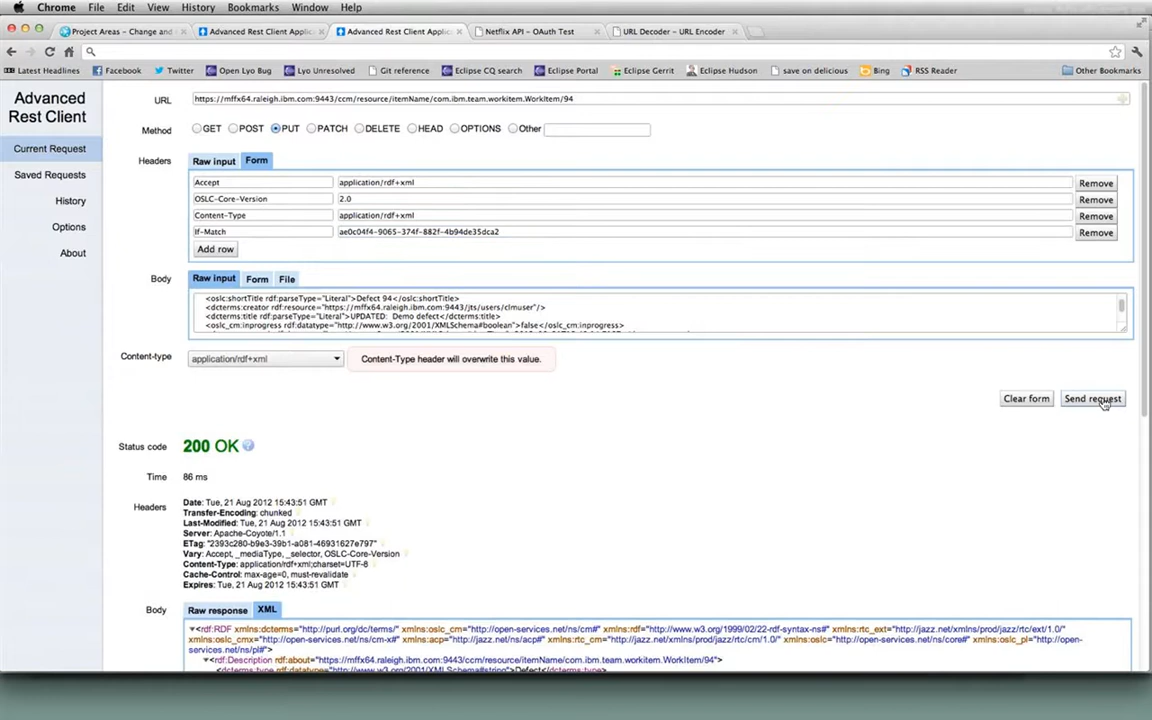 Chrome File Edit View History Bookmarks Window Help
Project Areas - Change and
Advanced Rest Client Applic
Advanced Rest Client Applic
Netflix API - OAuth Test
URL Decoder - URL Encoder
Latest Headlines Facebook Twitter Open Lyo Bug Lyo Unresolved Git reference Eclipse CQ search Eclipse Portal Eclipse Gerrit Eclipse Hudson save on delicious Bing RSS Reader Other Bookmarks
Advanced
Rest Client
Current Request
Saved Requests
History
Options
About
URL https://mffx64.raleigh.ibm.com:9443/ccm/resource/itemName/com.ibm.team.workitem.WorkItem/94
Method GET POST PUT PATCH DELETE HEAD OPTIONS Other
Headers Raw input Form
Accept application/rdf+xml Remove
OSLC-Core-Version 2.0 Remove
Content-Type application/rdf+xml Remove
If-Match ae0c04f4-9065-374f-882f-4b94de35dca2 Remove
Add row
Body Raw input Form File
<oslc:shortTitle rdf:parseType="Literal">Defect 94</oslc:shortTitle>
<dcterms:creator rdf:resource="https://mffx64.raleigh.ibm.com:9443/jts/users/clmuser"/>
<dcterms:title rdf:parseType="Literal">UPDATED: Demo defect</dcterms:title>
<oslc_cm:inprogress rdf:datatype="http://www.w3.org/2001/XMLSchema#boolean">false</oslc_cm:inprogress>
Content-type application/rdf+xml Content-Type header will overwrite this value.
Clear form Send request
Status code 200 OK
Time 86 ms
Headers
Date: Tue, 21 Aug 2012 15:43:51 GMT
Transfer-Encoding: chunked
Last-Modified: Tue, 21 Aug 2012 15:43:51 GMT
Server: Apache-Coyote/1.1
ETag: "2393c280-b9e3-39b1-a081-46931627e797"
Vary: Accept, _mediaType, _selector, OSLC-Core-Version
Content-Type: application/rdf+xml;charset=UTF-8
Cache-Control: max-age=0, must-revalidate
Expires: Tue, 21 Aug 2012 15:43:51 GMT
Body Raw response XML
<rdf:RDF xmlns:dcterms="http://purl.org/dc/terms/" xmlns:oslc_cm="http://open-services.net/ns/cm#" xmlns:rdf="http://www.w3.org/1999/02/22-rdf-syntax-ns#" xmlns:rtc_ext="http://jazz.net/xmlns/prod/jazz/rtc/ext/1.0/"
xmlns:oslc_cmx="http://open-services.net/ns/cm-x#" xmlns:acp="http://jazz.net/ns/acp#" xmlns:rtc_cm="http://jazz.net/xmlns/prod/jazz/rtc/cm/1.0/" xmlns:oslc="http://open-services.net/ns/core#" xmlns:oslc_pl="http://open-
services.net/ns/pl#">
<rdf:Description rdf:about="https://mffx64.raleigh.ibm.com:9443/ccm/resource/itemName/com.ibm.team.workitem.WorkItem/94">
<dcterms:type rdf:datatype="http://www.w3.org/2001/XMLSchema#string">Defect</dcterms:type>